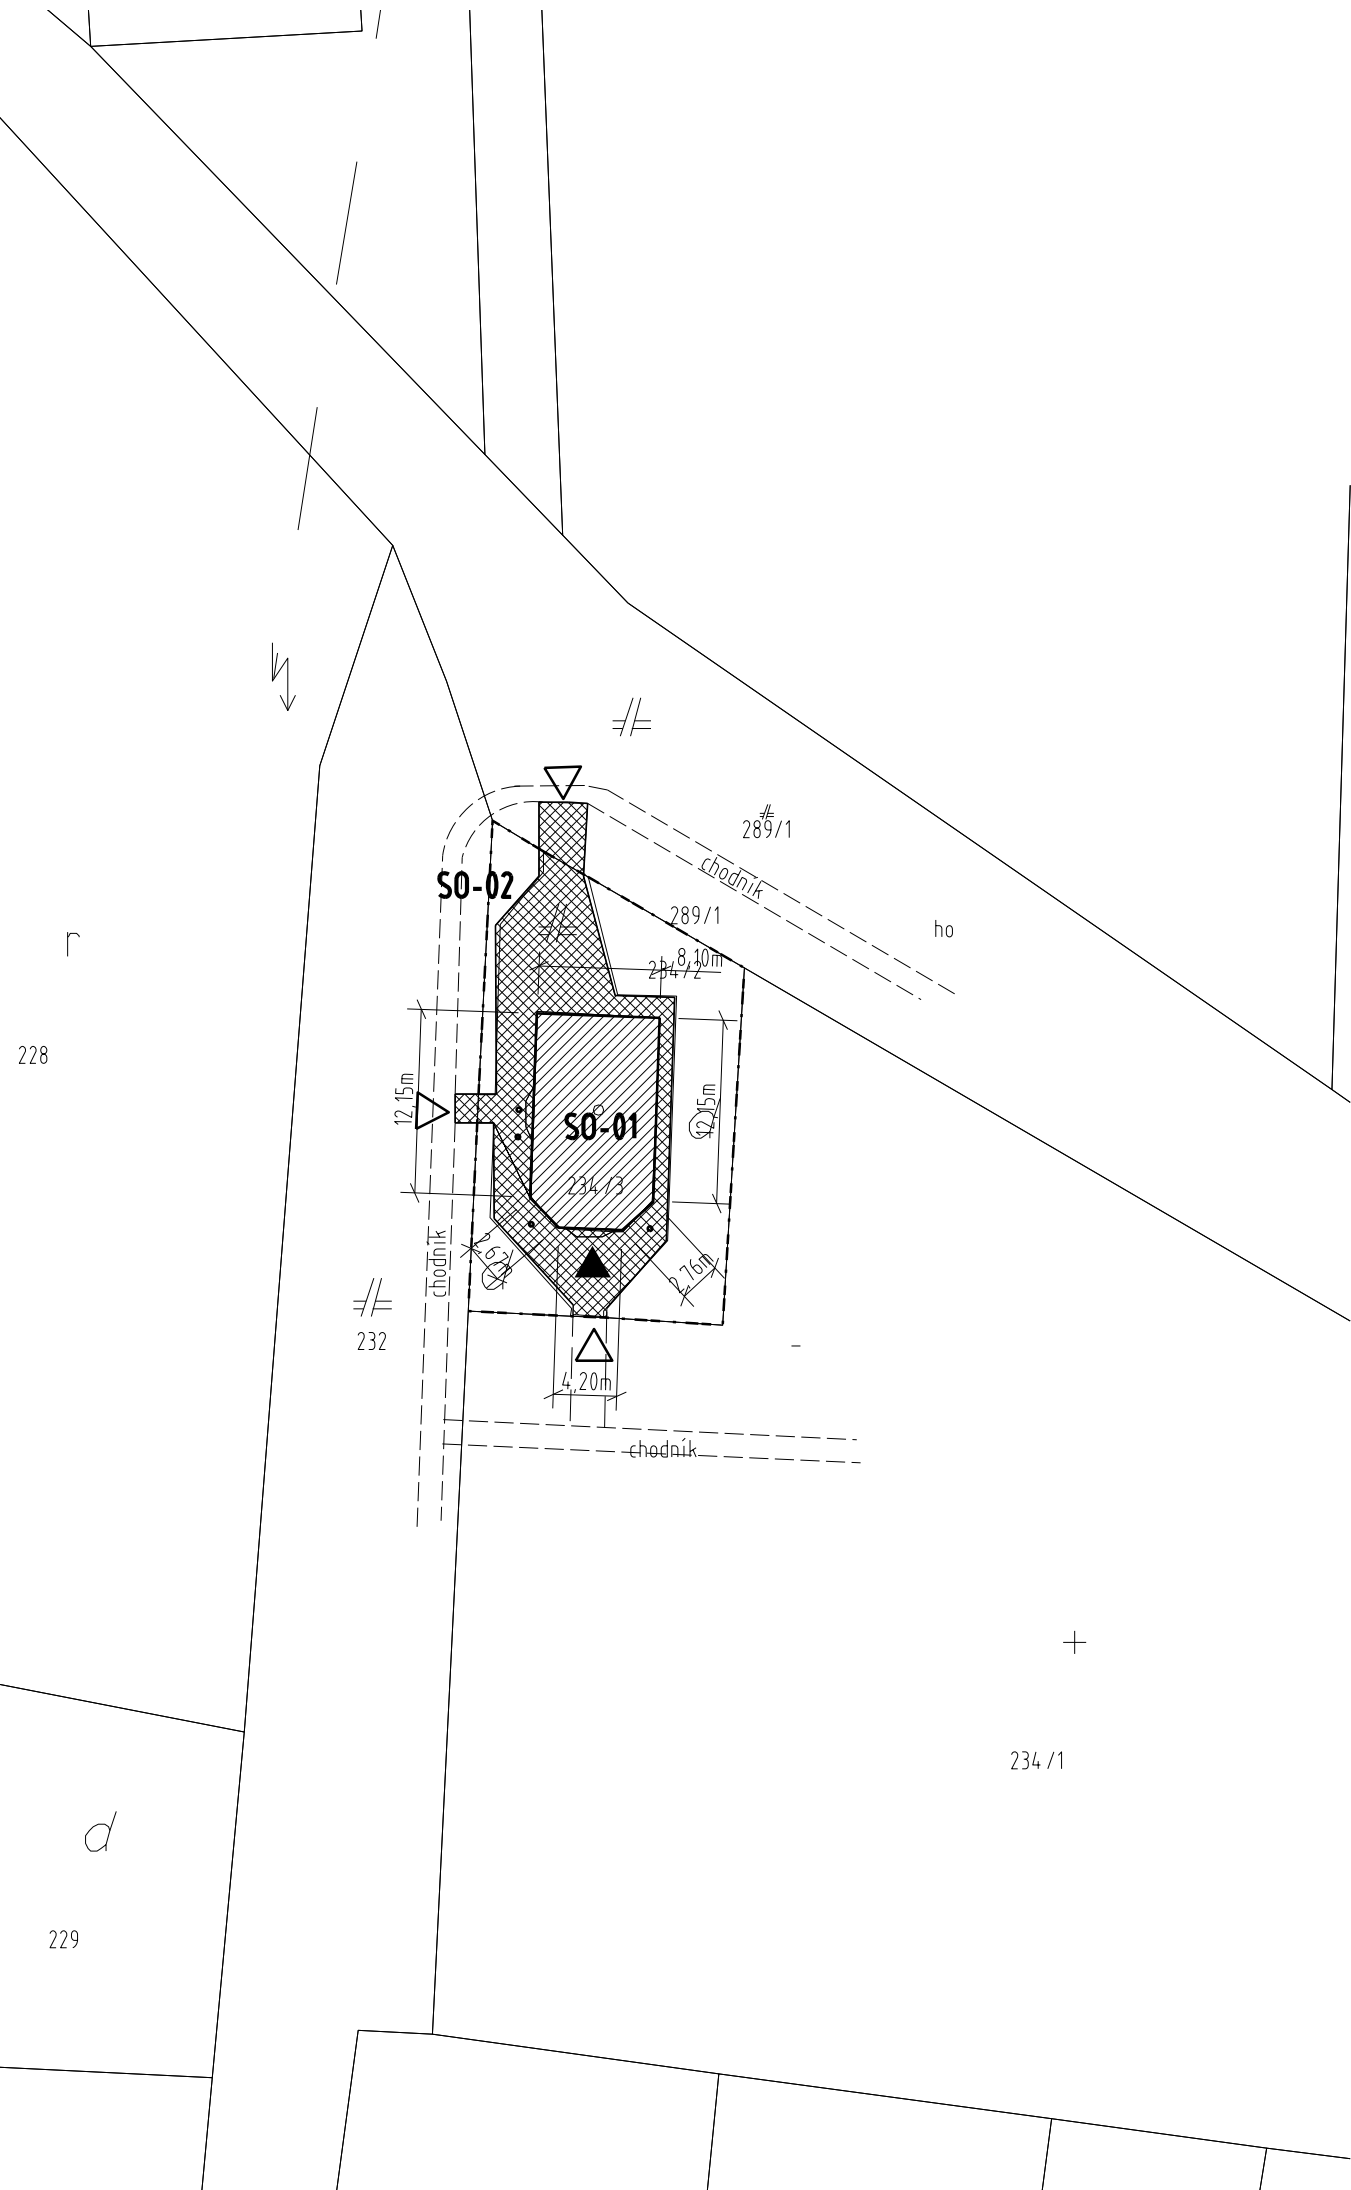 289/1
chodník
SO-02
289/1
ho
8,10m
234/2
r
228
12,15m
12,15m
SO-01
234/3
chodník
2,67m
2,76m
232
4,20m
chodník
234/1
d
229